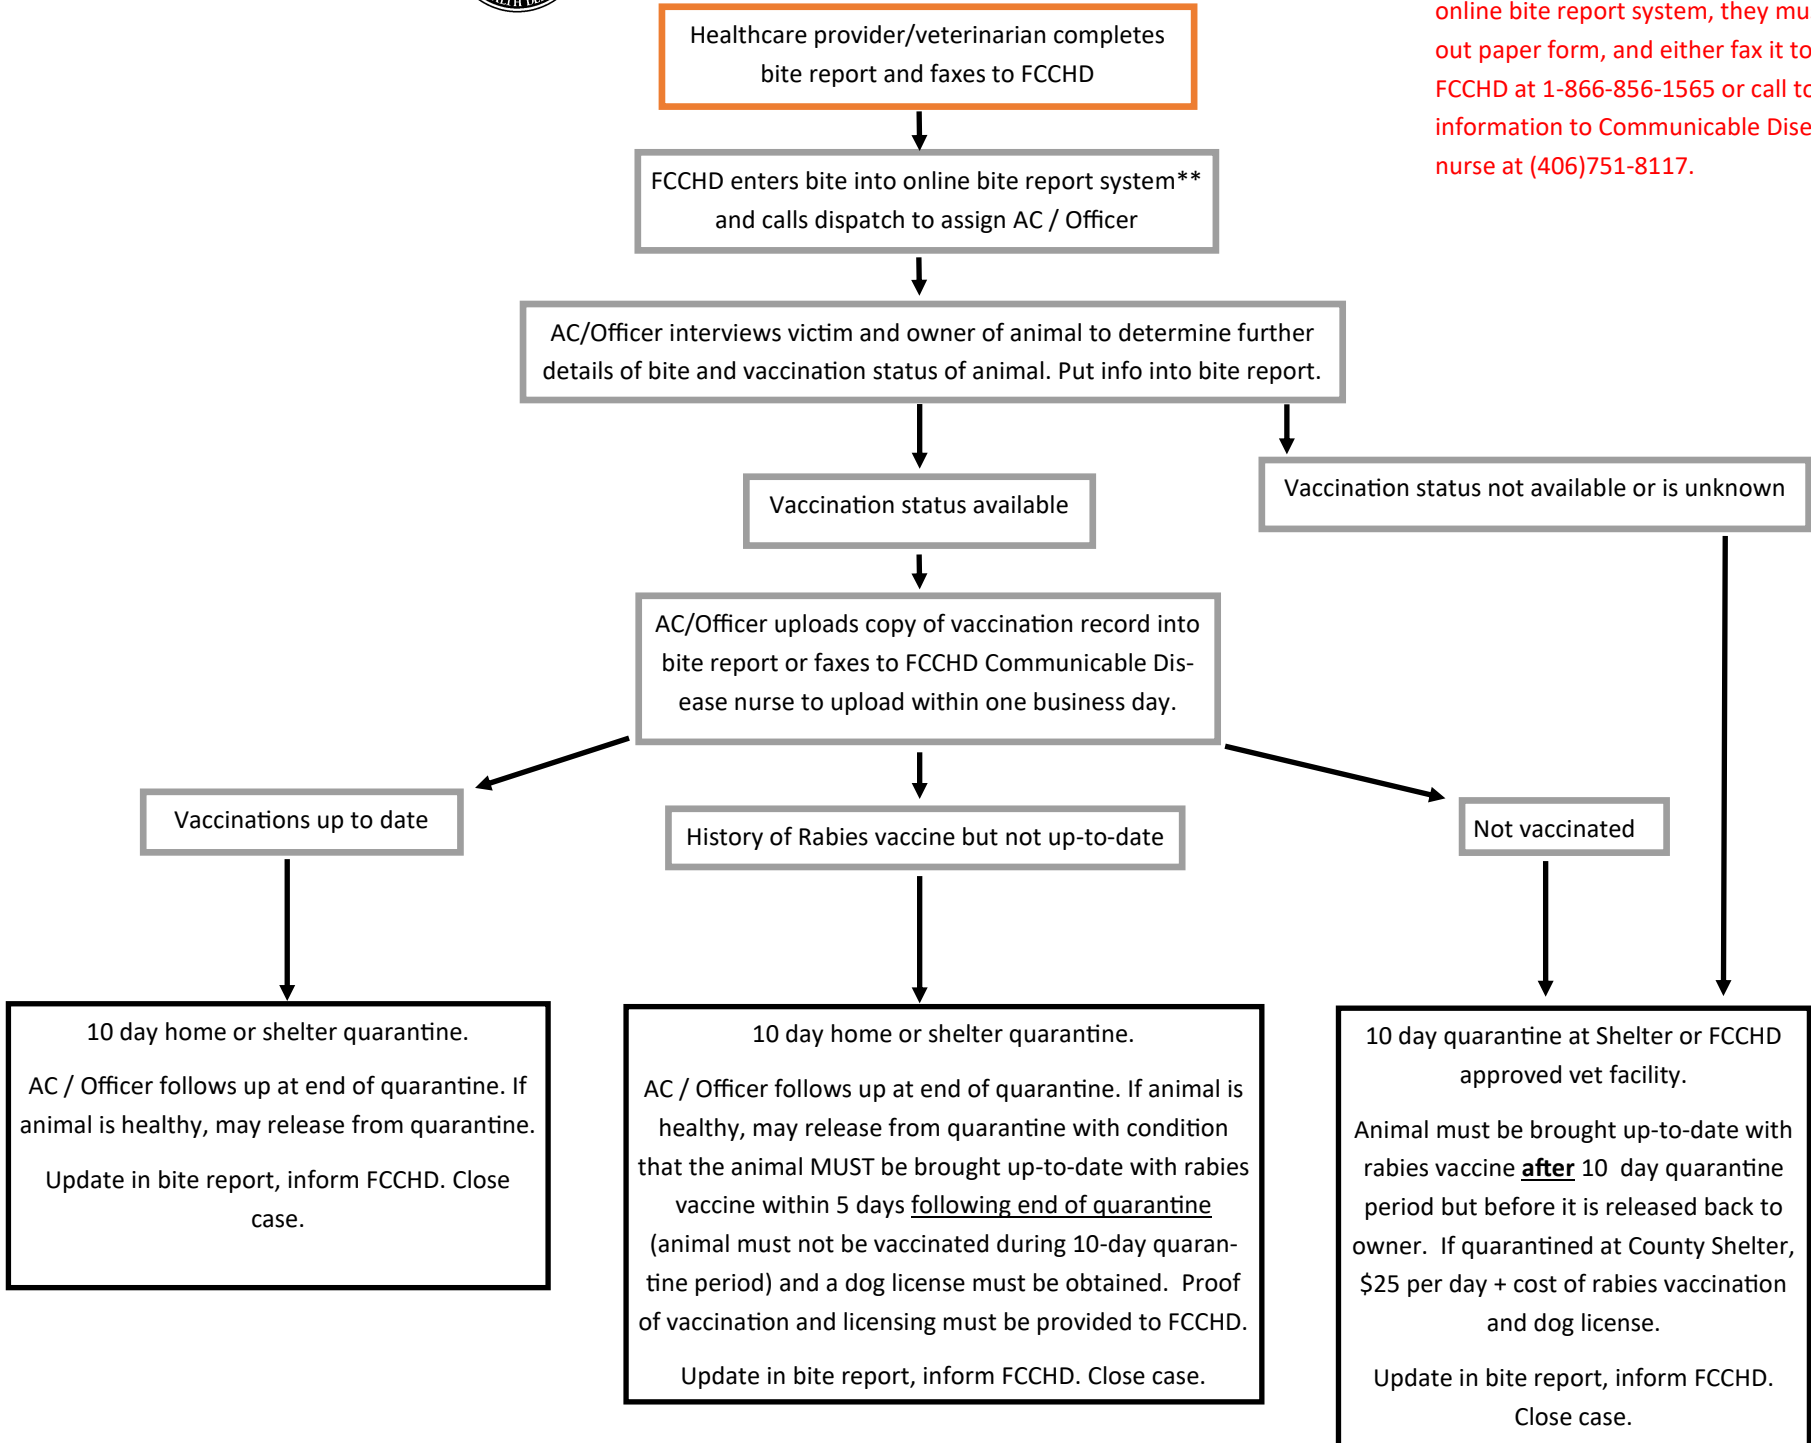 HEALTH DE
online bite report system, they mu
out paper form, and either fax it to
FCCHD at 1-866-856-1565 or call to
information to Communicable Dise
nurse at (406)751-8117.
Healthcare provider/veterinarian completes
bite report and faxes to FCCHD
FCCHD enters bite into online bite report system**
and calls dispatch to assign AC / Officer
AC/Officer interviews victim and owner of animal to determine further
details of bite and vaccination status of animal. Put info into bite report.
Vaccination status available
Vaccination status not available or is unknown
AC/Officer uploads copy of vaccination record into
bite report or faxes to FCCHD Communicable Dis-
ease nurse to upload within one business day.
Vaccinations up to date
History of Rabies vaccine but not up-to-date
Not vaccinated
10 day home or shelter quarantine.
AC / Officer follows up at end of quarantine. If
animal is healthy, may release from quarantine.
Update in bite report, inform FCCHD. Close
case.
10 day home or shelter quarantine.
AC / Officer follows up at end of quarantine. If animal is
healthy, may release from quarantine with condition
that the animal MUST be brought up-to-date with rabies
vaccine within 5 days following end of quarantine
(animal must not be vaccinated during 10-day quaran-
tine period) and a dog license must be obtained.  Proof
of vaccination and licensing must be provided to FCCHD.
Update in bite report, inform FCCHD. Close case.
10 day quarantine at Shelter or FCCHD
approved vet facility.
Animal must be brought up-to-date with
rabies vaccine after 10  day quarantine
period but before it is released back to
owner.  If quarantined at County Shelter,
$25 per day + cost of rabies vaccination
and dog license.
Update in bite report, inform FCCHD.
Close case.